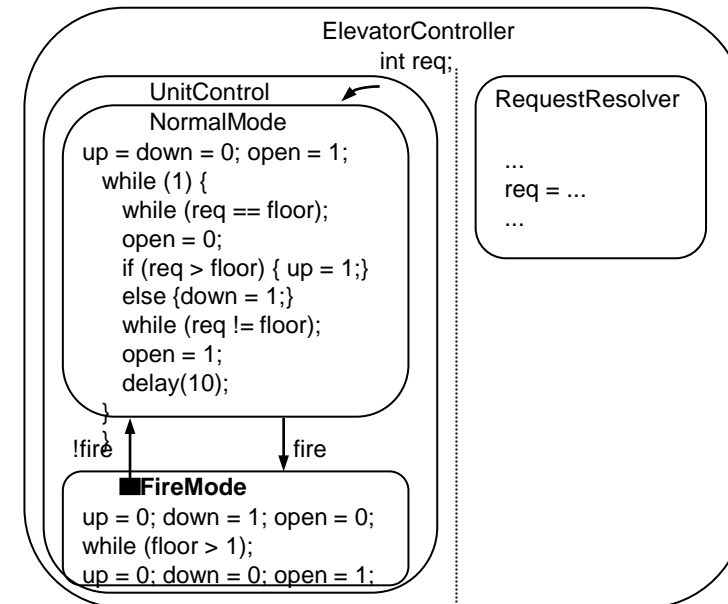 ElevatorController
int req;
UnitControl
NormalMode
up = down = 0; open = 1;
while (1) {
while (req == floor);
open = 0;
if (req > floor) { up = 1;}
else {down = 1;}
while (req != floor);
open = 1;
delay(10);
}
}
!fire
fire
FireMode
up = 0; down = 1; open = 0;
while (floor > 1);
up = 0; down = 0; open = 1;
RequestResolver
...
req = ...
...